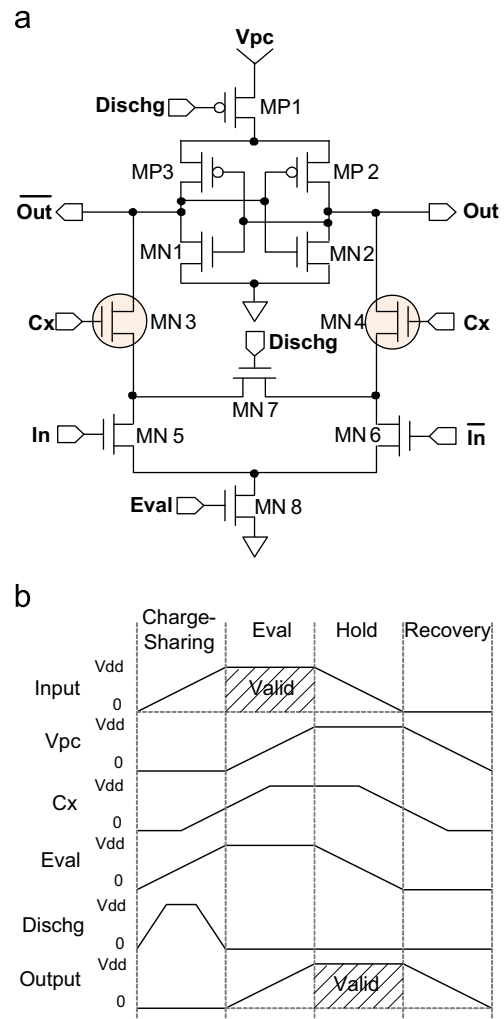 a
Vpc
Dischg
MP1
MP3
MP 2
Out
Out
MN1
MN2
Cx
MN 3
MN 4
Cx
Dischg
MN 7
In
MN 5
MN 6
In
Eval
MN 8
b
Charge-
Sharing
Eval
Hold
Recovery
Input
Vdd
0
Valid
Vpc
Vdd
0
Cx
Vdd
0
Eval
Vdd
0
Dischg
Vdd
0
Output
Vdd
0
Valid